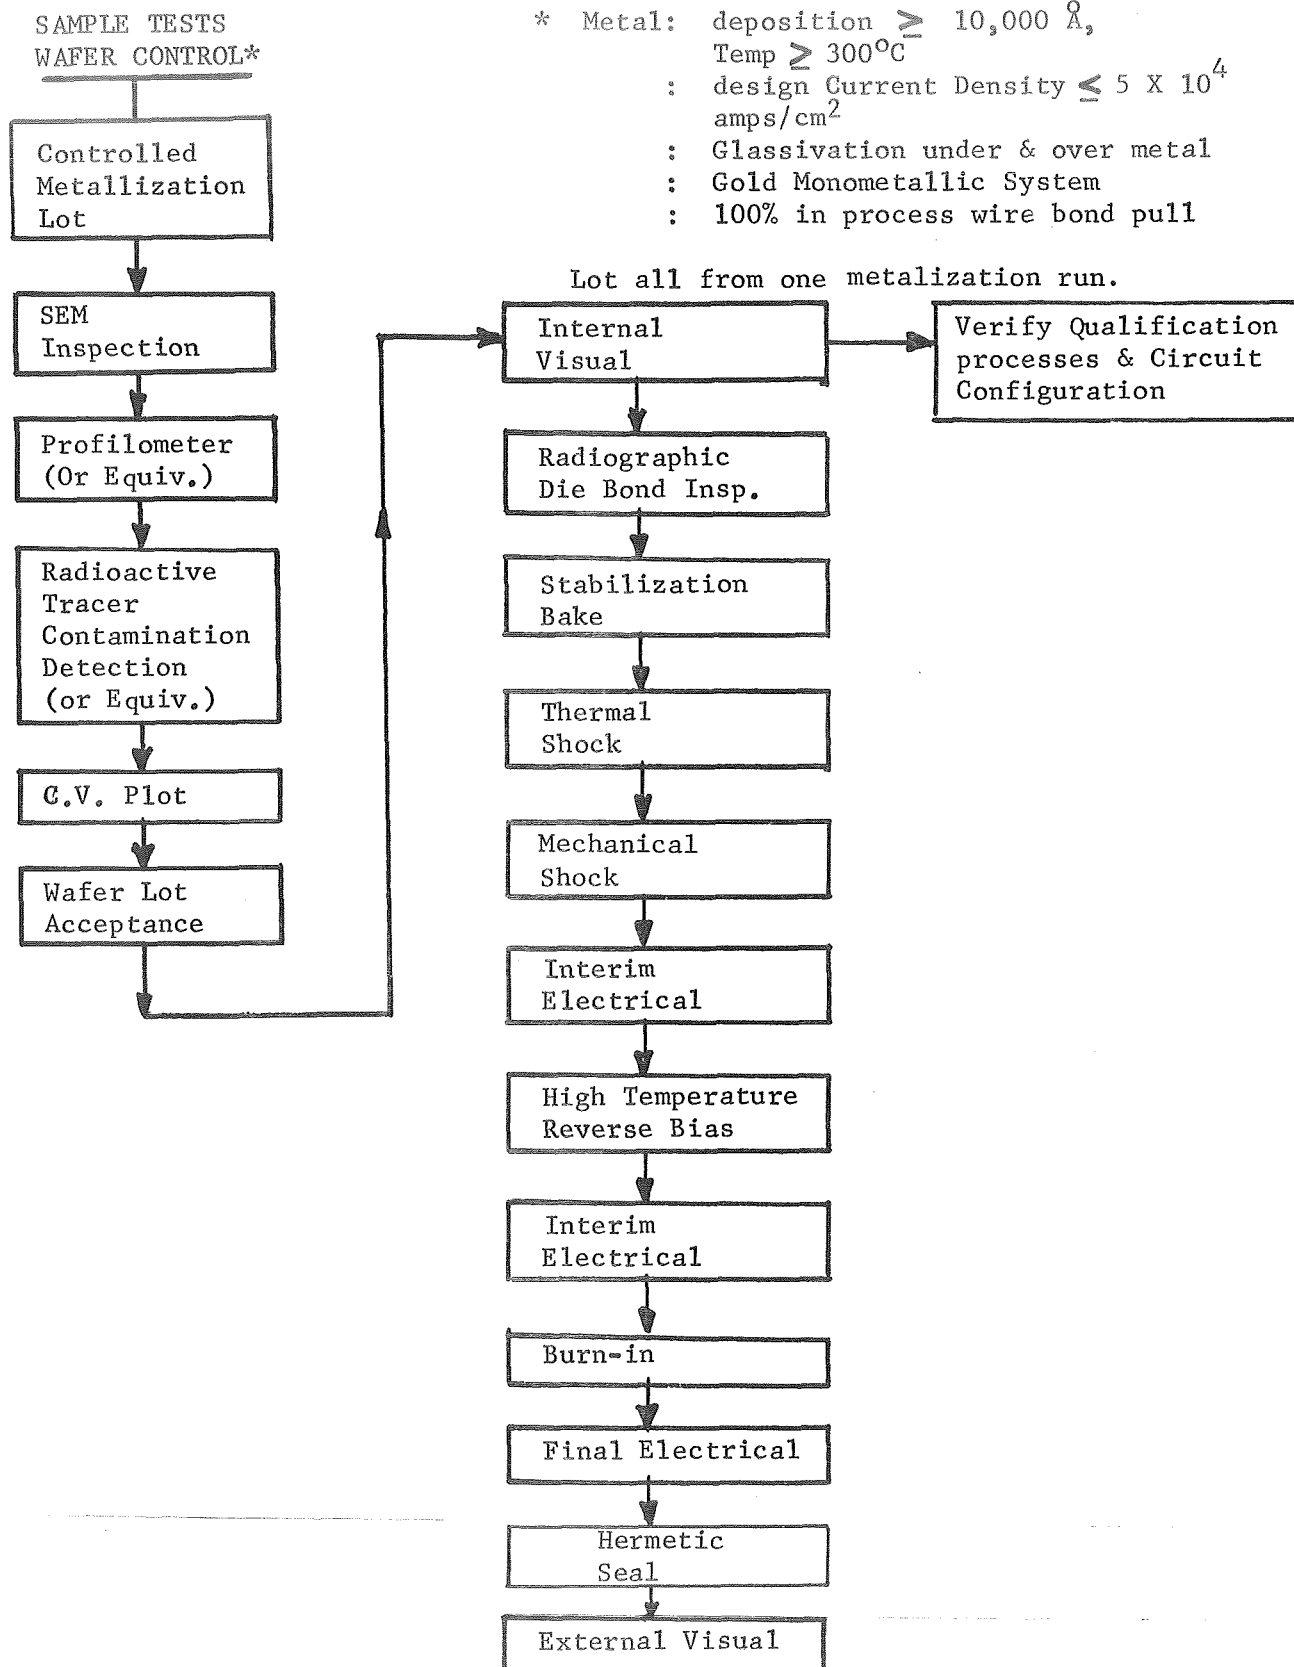 SAMPLE TESTS
WAFER CONTROL*
* Metal: deposition ≥ 10,000 Å,
Temp ≥ 300°C
: design Current Density ≤ 5 X 10⁴
amps/cm²
: Glassivation under & over metal
: Gold Monometallic System
: 100% in process wire bond pull
Controlled
Metallization
Lot
SEM
Inspection
Profilometer
(Or Equiv.)
Radioactive
Tracer
Contamination
Detection
(or Equiv.)
C.V. Plot
Wafer Lot
Acceptance
Lot all from one metalization run.
Internal
Visual
Verify Qualification
processes & Circuit
Configuration
Radiographic
Die Bond Insp.
Stabilization
Bake
Thermal
Shock
Mechanical
Shock
Interim
Electrical
High Temperature
Reverse Bias
Interim
Electrical
Burn-in
Final Electrical
Hermetic
Seal
External Visual